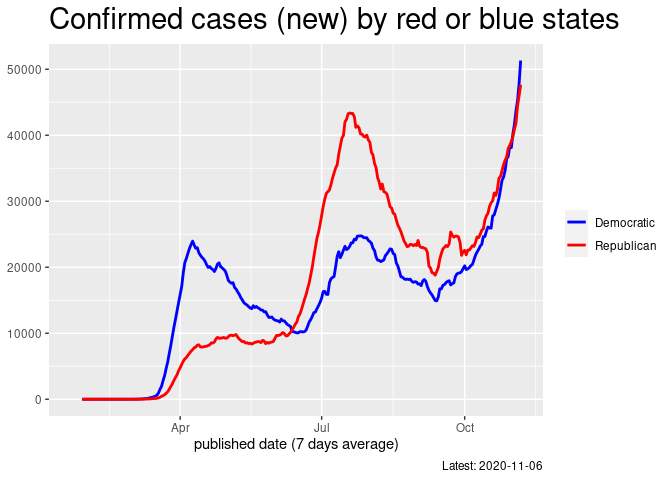 Confirmed cases (new) by red or blue states
50000
40000
30000
20000
10000
0
Apr
Jul
Oct
published date (7 days average)
Democratic
Republican
Latest: 2020-11-06